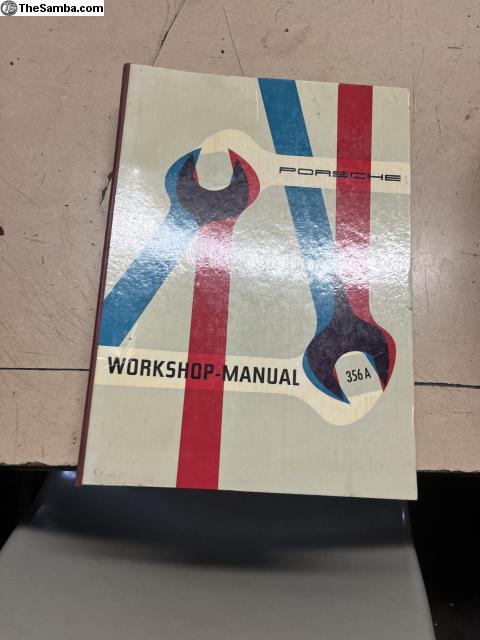 TheSamba.com
PORSCHE
WORKSHOP-MANUAL
356 A